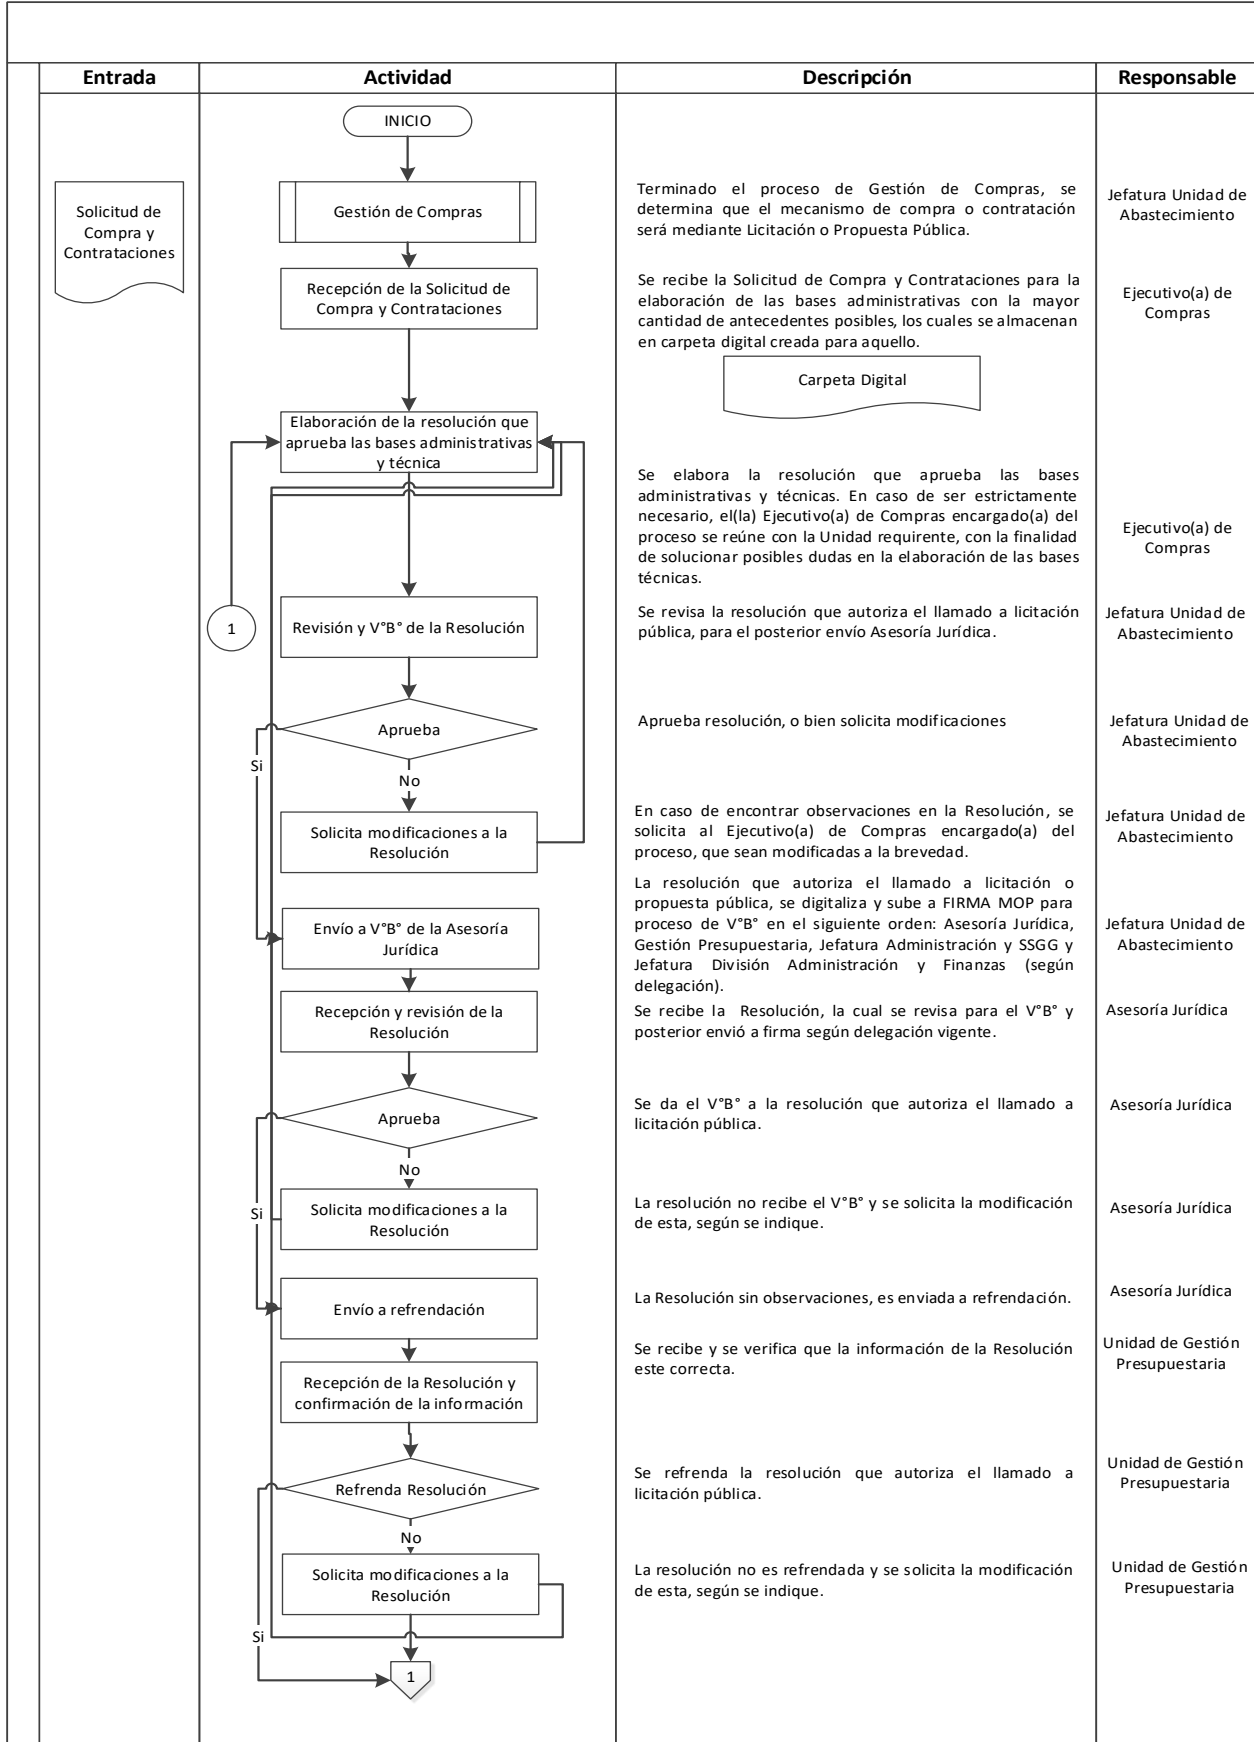 Entrada
Actividad
Descripción
Responsable
INICIO
Solicitud de
Compra y
Contrataciones
Gestión de Compras
Terminado el proceso de Gestión de Compras, se
determina que el mecanismo de compra o contratación
será mediante Licitación o Propuesta Pública.
Jefatura Unidad de
Abastecimiento
Recepción de la Solicitud de
Compra y Contrataciones
Se recibe la Solicitud de Compra y Contrataciones para la
elaboración de las bases administrativas con la mayor
cantidad de antecedentes posibles, los cuales se almacenan
en carpeta digital creada para aquello.
Ejecutivo(a) de
Compras
Carpeta Digital
Elaboración de la resolución que
aprueba las bases administrativas
y técnica
Se elabora la resolución que aprueba las bases
administrativas y técnicas. En caso de ser estrictamente
necesario, el(la) Ejecutivo(a) de Compras encargado(a) del
proceso se reúne con la Unidad requirente, con la finalidad
de solucionar posibles dudas en la elaboración de las bases
técnicas.
Ejecutivo(a) de
Compras
1
Revisión y V°B° de la Resolución
Se revisa la resolución que autoriza el llamado a licitación
pública, para el posterior envío Asesoría Jurídica.
Jefatura Unidad de
Abastecimiento
Aprueba
Aprueba resolución, o bien solicita modificaciones
Jefatura Unidad de
Abastecimiento
Si
No
Solicita modificaciones a la
Resolución
En caso de encontrar observaciones en la Resolución, se
solicita al Ejecutivo(a) de Compras encargado(a) del
proceso, que sean modificadas a la brevedad.
Jefatura Unidad de
Abastecimiento
Envío a V°B° de la Asesoría
Jurídica
La resolución que autoriza el llamado a licitación o
propuesta pública, se digitaliza y sube a FIRMA MOP para
proceso de V°B° en el siguiente orden: Asesoría Jurídica,
Gestión Presupuestaria, Jefatura Administración y SSGG y
Jefatura División Administración y Finanzas (según
delegación).
Jefatura Unidad de
Abastecimiento
Recepción y revisión de la
Resolución
Se recibe la Resolución, la cual se revisa para el V°B° y
posterior envió a firma según delegación vigente.
Asesoría Jurídica
Aprueba
Se da el V°B° a la resolución que autoriza el llamado a
licitación pública.
Asesoría Jurídica
No
Si
Solicita modificaciones a la
Resolución
La resolución no recibe el V°B° y se solicita la modificación
de esta, según se indique.
Asesoría Jurídica
Envío a refrendación
La Resolución sin observaciones, es enviada a refrendación.
Asesoría Jurídica
Recepción de la Resolución y
confirmación de la información
Se recibe y se verifica que la información de la Resolución
este correcta.
Unidad de Gestión
Presupuestaria
Refrenda Resolución
Se refrenda la resolución que autoriza el llamado a
licitación pública.
Unidad de Gestión
Presupuestaria
No
Solicita modificaciones a la
Resolución
La resolución no es refrendada y se solicita la modificación
de esta, según se indique.
Unidad de Gestión
Presupuestaria
Si
1